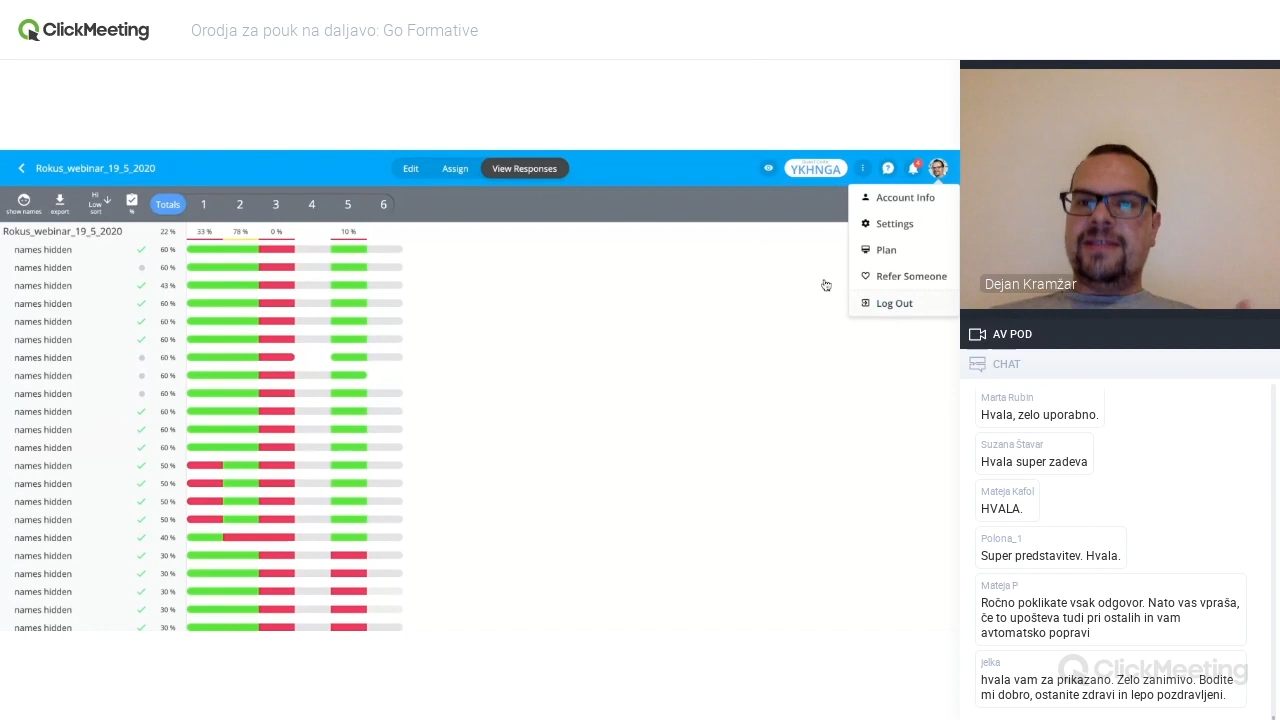 ClickMeeting
Orodja za pouk na daljavo: Go Formative
Rokus_webinar_19_5_2020
Edit
Assign
View Responses
YKHNGA
4
show names
export
Hi
Low
sort
%
Totals
1
2
3
4
5
6
Account Info
Settings
Plan
Refer Someone
Log Out
Rokus_webinar_19_5_2020 22 % 33 % 78 % 0 % 10 %
names hidden 60 %
names hidden 60 %
names hidden 43 %
names hidden 60 %
names hidden 60 %
names hidden 60 %
names hidden 60 %
names hidden 60 %
names hidden 60 %
names hidden 60 %
names hidden 60 %
names hidden 60 %
names hidden 50 %
names hidden 50 %
names hidden 50 %
names hidden 50 %
names hidden 40 %
names hidden 30 %
names hidden 30 %
names hidden 30 %
names hidden 30 %
names hidden 30 %
Dejan Kramžar
AV POD
CHAT
Marta Rubin
Hvala, zelo uporabno.
Suzana Štavar
Hvala super zadeva
Mateja Kafol
HVALA.
Polona_1
Super predstavitev. Hvala.
Mateja P
Ročno poklikate vsak odgovor. Nato vas vpraša,
če to upošteva tudi pri ostalih in vam
avtomatsko popravi
jelka
hvala vam za prikazano. Zelo zanimivo. Bodite
mi dobro, ostanite zdravi in lepo pozdravljeni.
ClickMeeting